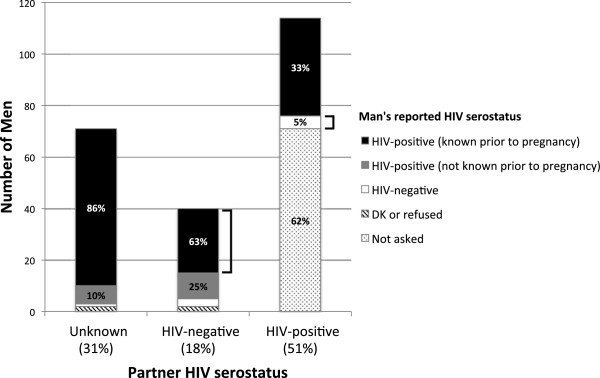 Number of Men
120
100
80
60
40
20
0
86%
10%
63%
25%
33%
5%
62%
Unknown
(31%)
HIV-negative
(18%)
HIV-positive
(51%)
Partner HIV serostatus
Man's reported HIV serostatus
HIV-positive (known prior to pregnancy)
HIV-positive (not known prior to pregnancy)
HIV-negative
DK or refused
Not asked